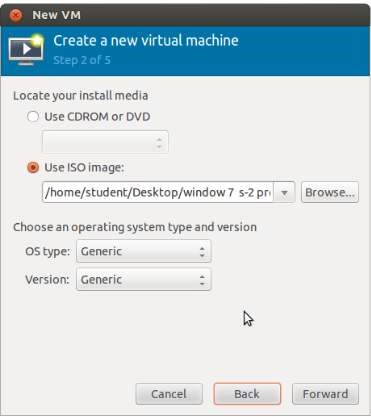 New VM
Create a new virtual machine
Step 2 of 5
Locate your install media
Use CDROM or DVD
Use ISO image:
/home/student/Desktop/window 7 s-2 pr
Browse...
Choose an operating system type and version
OS type: Generic
Version: Generic
Cancel Back Forward